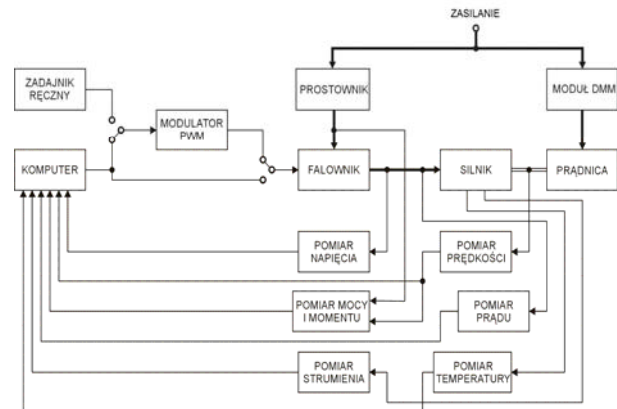 ZASILANIE
ZADAJNIK
RĘCZNY
PROSTOWNIK
MODUŁ DMM
MODULATOR
PWM
KOMPUTER
FALOWNIK
SILNIK
PRĄDNICA
POMIAR
NAPIĘCIA
POMIAR
PRĘDKOŚCI
POMIAR MOCY
I MOMENTU
POMIAR
PRĄDU
POMIAR
STRUMIENIA
POMIAR
TEMPERATURY